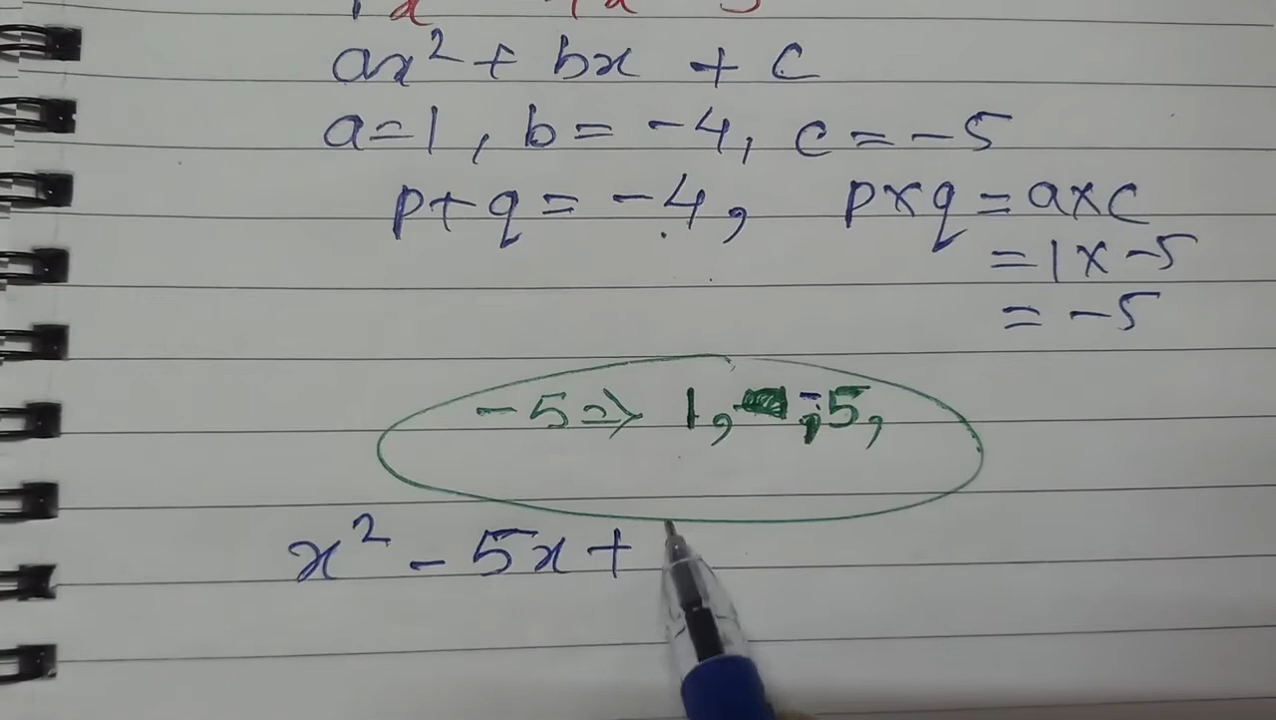 ax² + bx + c
a=1, b= -4, c = -5
p+q = -4, p×q = a×c
= 1× -5
= -5
-5 ⇒ 1, -5,
x² - 5x +